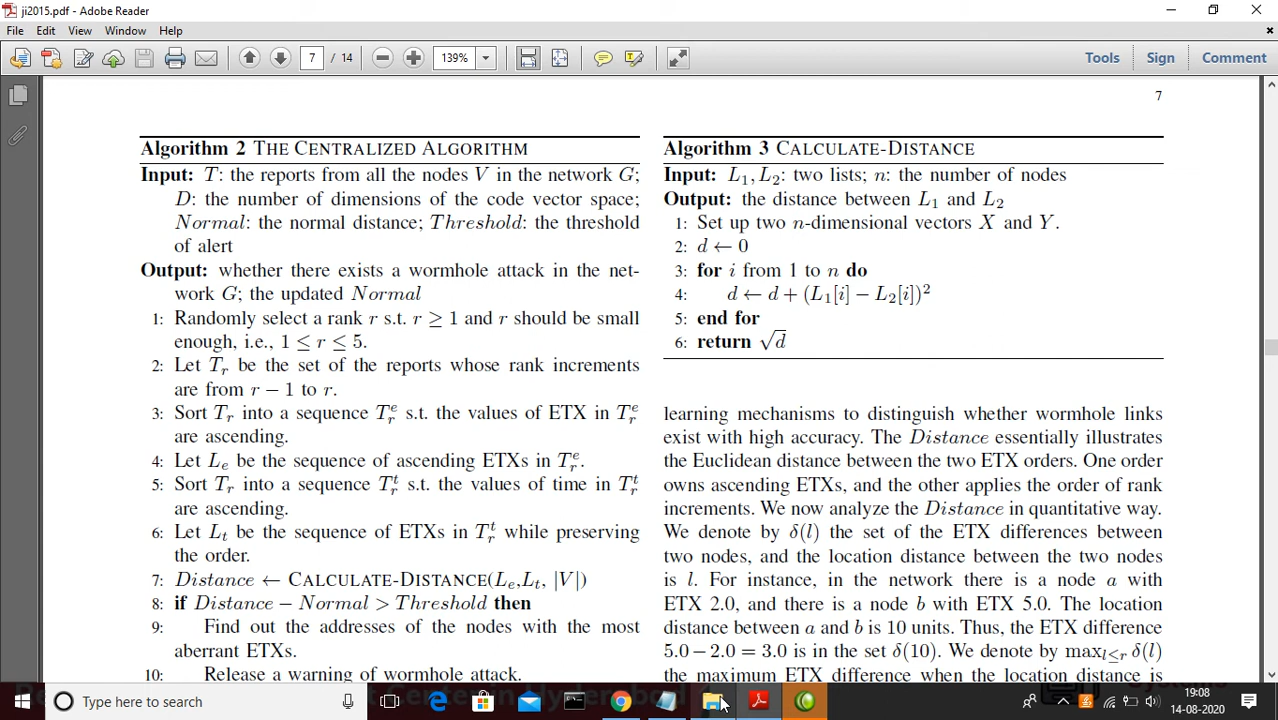 ji2015.pdf - Adobe Reader
File Edit View Window Help
7 / 14 139% Tools Sign Comment
7
Algorithm 2 THE CENTRALIZED ALGORITHM
Input: T: the reports from all the nodes V in the network G;
D: the number of dimensions of the code vector space;
Normal: the normal distance; Threshold: the threshold
of alert
Output: whether there exists a wormhole attack in the net-
work G; the updated Normal
1: Randomly select a rank r s.t. r ≥ 1 and r should be small
enough, i.e., 1 ≤ r ≤ 5.
2: Let T_r be the set of the reports whose rank increments
are from r − 1 to r.
3: Sort T_r into a sequence T_r^e s.t. the values of ETX in T_r^e
are ascending.
4: Let L_e be the sequence of ascending ETXs in T_r^e.
5: Sort T_r into a sequence T_r^t s.t. the values of time in T_r^t
are ascending.
6: Let L_t be the sequence of ETXs in T_r^t while preserving
the order.
7: Distance ← CALCULATE-DISTANCE(L_e,L_t, |V|)
8: if Distance − Normal > Threshold then
9: Find out the addresses of the nodes with the most
aberrant ETXs.
10: Release a warning of wormhole attack.
Algorithm 3 CALCULATE-DISTANCE
Input: L_1, L_2: two lists; n: the number of nodes
Output: the distance between L_1 and L_2
1: Set up two n-dimensional vectors X and Y.
2: d ← 0
3: for i from 1 to n do
4: d ← d + (L_1[i] − L_2[i])^2
5: end for
6: return √d
learning mechanisms to distinguish whether wormhole links
exist with high accuracy. The Distance essentially illustrates
the Euclidean distance between the two ETX orders. One order
owns ascending ETXs, and the other applies the order of rank
increments. We now analyze the Distance in quantitative way.
We denote by δ(l) the set of the ETX differences between
two nodes, and the location distance between the two nodes
is l. For instance, in the network there is a node a with
ETX 2.0, and there is a node b with ETX 5.0. The location
distance between a and b is 10 units. Thus, the ETX difference
5.0 − 2.0 = 3.0 is in the set δ(10). We denote by max_{l≤r} δ(l)
the maximum ETX difference when the location distance is
Type here to search
19:08
14-08-2020